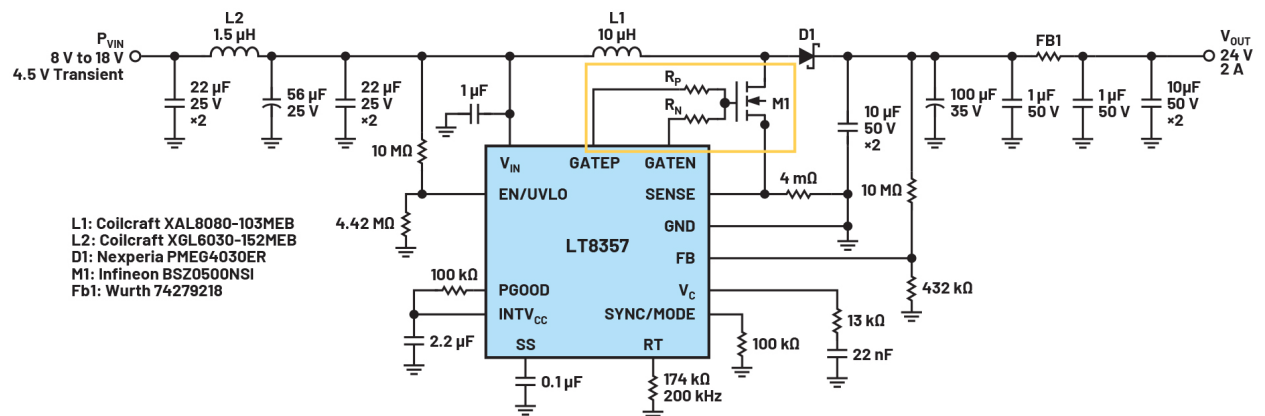 L2
1.5 µH
L1
10 µH
D1
FB1
PVIN
8 V to 18 V
4.5 V Transient
VOUT
24 V
2 A
22 µF
25 V
×2
56 µF
25 V
22 µF
25 V
×2
1 µF
RP
RN
M1
10 µF
50 V
×2
100 µF
35 V
1 µF
50 V
1 µF
50 V
10µF
50 V
×2
10 MΩ
4.42 MΩ
VIN
GATEP
GATEN
EN/UVLO
SENSE
4 mΩ
10 MΩ
GND
LT8357
FB
432 kΩ
100 kΩ
PGOOD
VC
INTVCC
SYNC/MODE
13 kΩ
22 nF
2.2 µF
SS
RT
100 kΩ
0.1 µF
174 kΩ
200 kHz
L1: Coilcraft XAL8080-103MEB
L2: Coilcraft XGL6030-152MEB
D1: Nexperia PMEG4030ER
M1: Infineon BSZ0500NSI
Fb1: Wurth 74279218